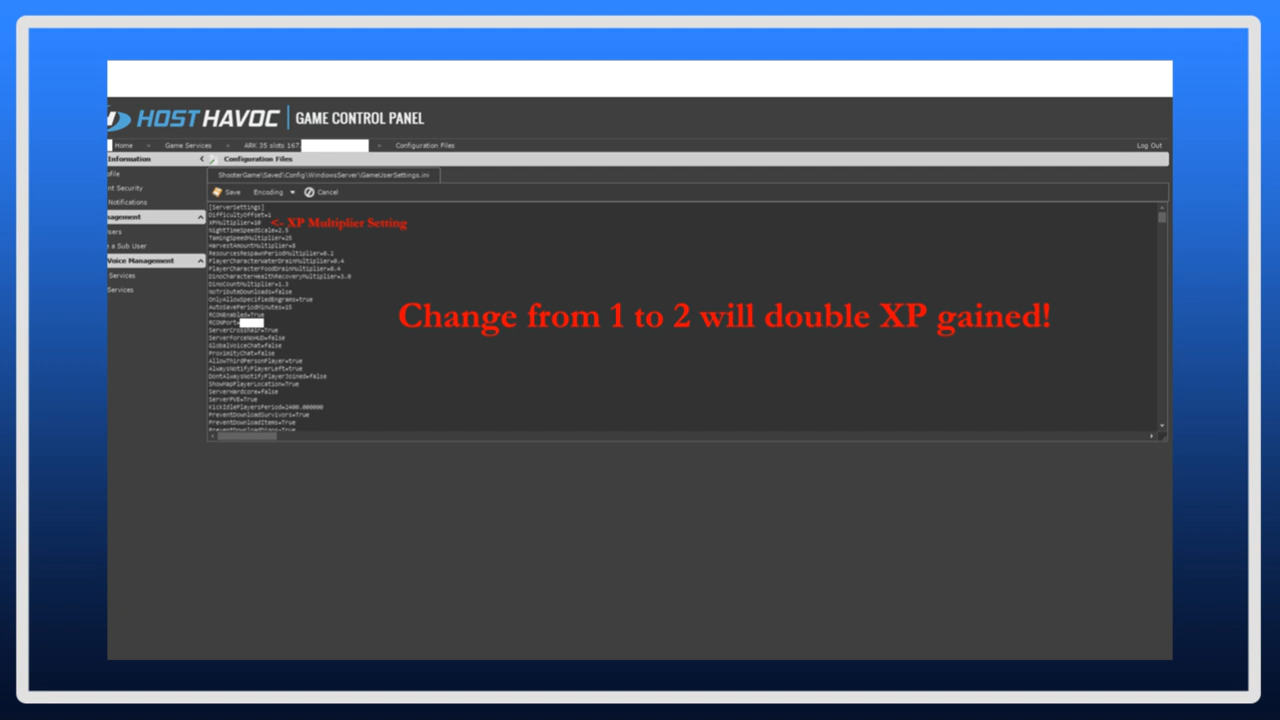 HOST HAVOC | GAME CONTROL PANEL
Home Game Services ARK 35 slots 167. Configuration Files Log Out
Information Configuration Files
ofile
ShooterGame\Saved\Config\WindowsServer\GameUserSettings.ini
nt Security
Save Encoding Cancel
Notifications
nagement
sers
e a Sub User
Voice Management
Services
Services
[ServerSettings]
DifficultyOffset=1
XPMultiplier=10 <- XP Multiplier Setting
NightTimeSpeedScale=2.5
TamingSpeedMultiplier=25
HarvestAmountMultiplier=8
ResourcesRespawnPeriodMultiplier=0.2
PlayerCharacterWaterDrainMultiplier=0.4
PlayerCharacterFoodDrainMultiplier=0.4
DinoCharacterHealthRecoveryMultiplier=3.0
DinoCountMultiplier=1.3
noTributeDownloads=false
OnlyAllowSpecifiedEngrams=true
AutoSavePeriodMinutes=15
RCONEnabled=True
RCONPort=
ServerCrosshair=True
ServerForceNoHUD=false
GlobalVoiceChat=false
ProximityChat=false
AllowThirdPersonPlayer=true
AlwaysNotifyPlayerLeft=true
DontAlwaysNotifyPlayerJoined=false
ShowMapPlayerLocation=True
ServerHardcore=false
ServerPVE=True
KickIdlePlayersPeriod=2400.000000
PreventDownloadSurvivors=True
PreventDownloadItems=True
PreventDownloadDinos=True
Change from 1 to 2 will double XP gained!